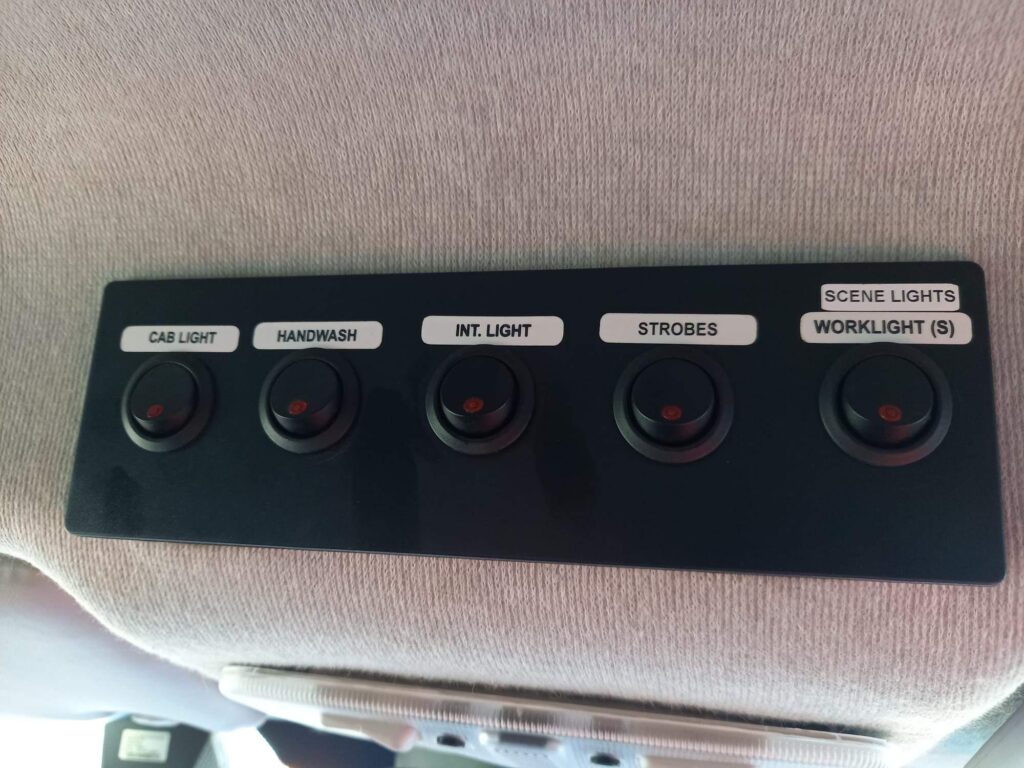 CAB LIGHT
HANDWASH
INT. LIGHT
STROBES
SCENE LIGHTS
WORKLIGHT (S)